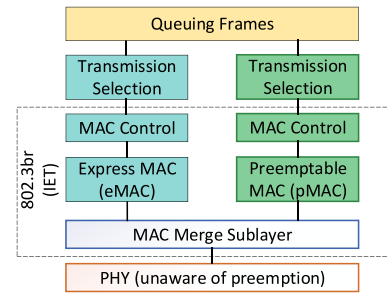 Queuing Frames
Transmission
Selection
Transmission
Selection
MAC Control
MAC Control
Express MAC
(eMAC)
Preemptable
MAC (pMAC)
802.3br
(IET)
MAC Merge Sublayer
PHY (unaware of preemption)